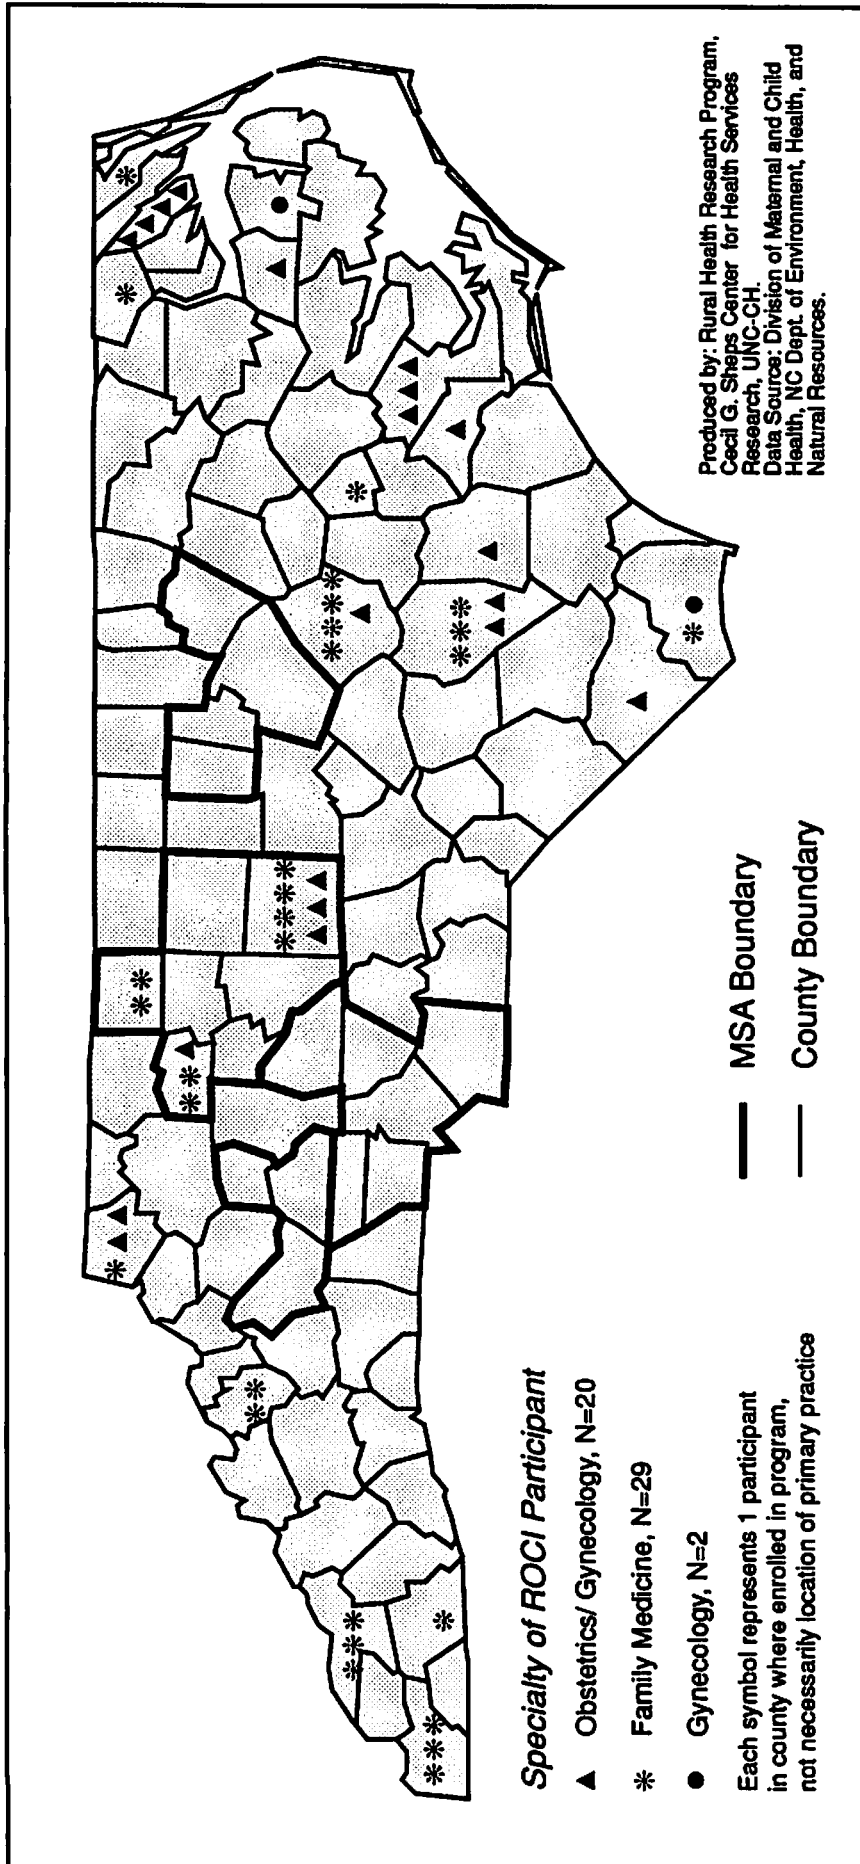 Specialty of ROCI Participant
Obstetrics/ Gynecology, N=20
Family Medicine, N=29
Gynecology, N=2
Each symbol represents 1 participant
in county where enrolled in program,
not necessarily location of primary practice
MSA Boundary
County Boundary
Produced by: Rural Health Research Program,
Cecil G. Sheps Center for Health Services
Research, UNC-CH.
Data Source: Division of Maternal and Child
Health, NC Dept. of Environment, Health, and
Natural Resources.